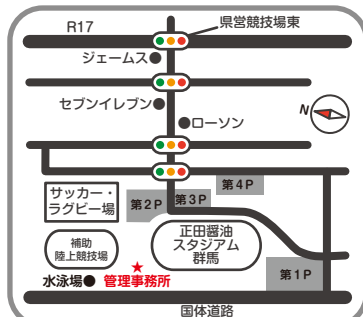 R17
県営競技場東
ジェームス
セブンイレブン
ローソン
N
サッカー・
ラグビー場
第2P
第3P
第4P
補助
陸上競技場
正田醤油
スタジアム
群馬
第1P
水泳場
管理事務所
国体道路